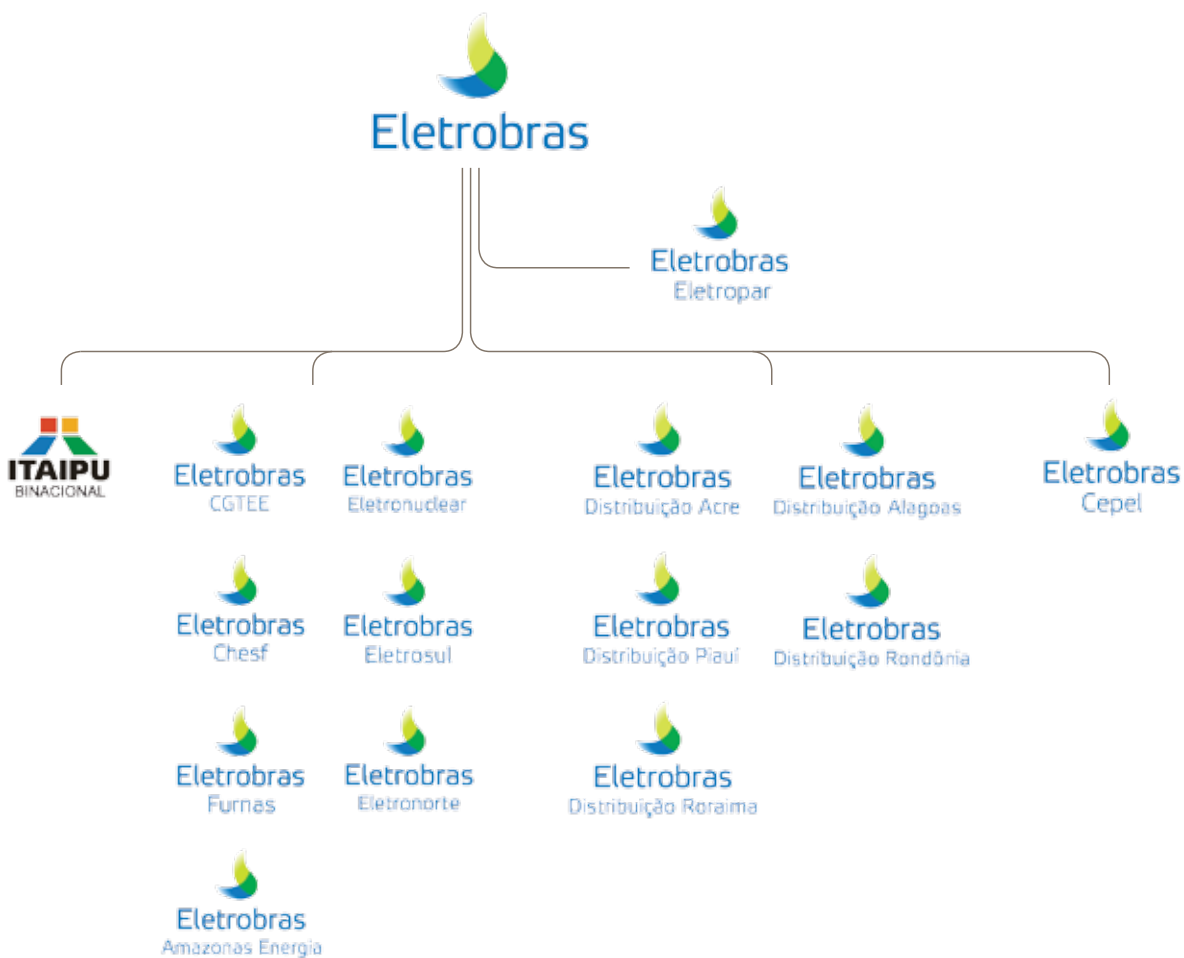 Eletrobras
Eletrobras
Eletropar
ITAIPU
BINACIONAL
Eletrobras
CGTEE
Eletrobras
Eletronuclear
Eletrobras
Distribuição Acre
Eletrobras
Distribuição Alagoas
Eletrobras
Cepel
Eletrobras
Chesf
Eletrobras
Eletrosul
Eletrobras
Distribuição Piauí
Eletrobras
Distribuição Rondônia
Eletrobras
Furnas
Eletrobras
Eletronorte
Eletrobras
Distribuição Roraima
Eletrobras
Amazonas Energia